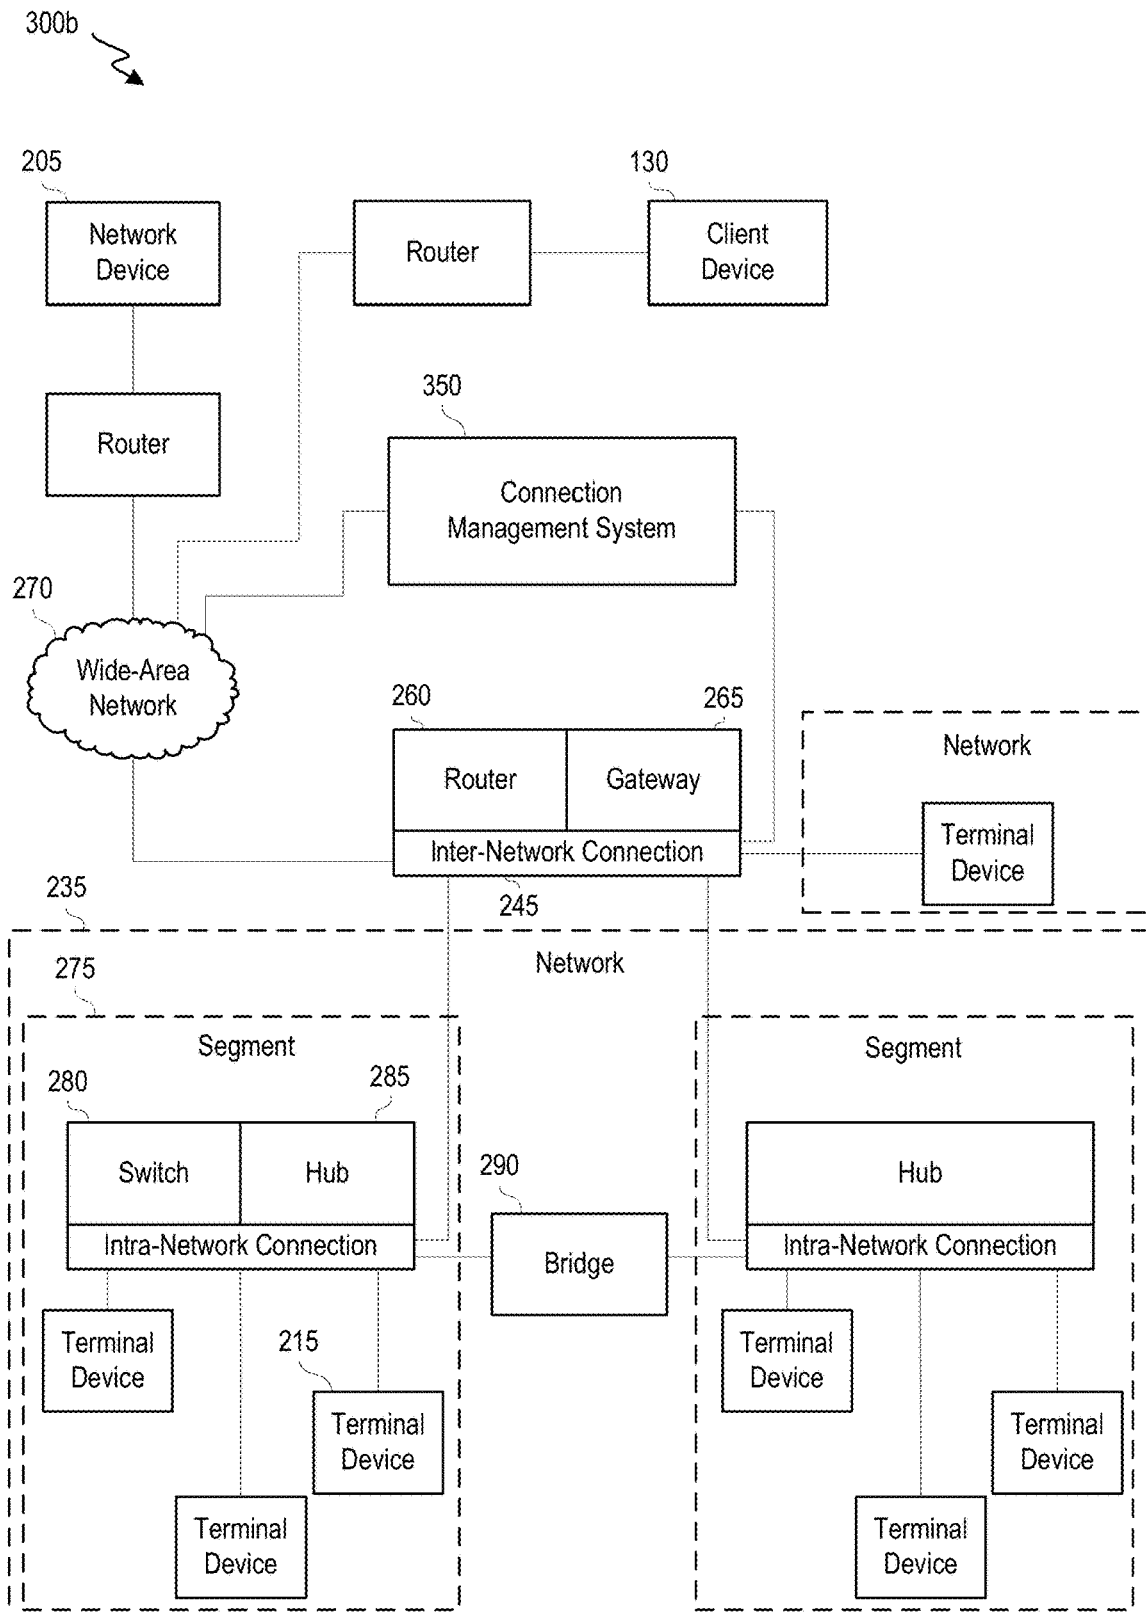 300b
205
130
Network
Device
Router
Client
Device
350
Router
Connection
Management System
270
Wide-Area
Network
260
265
Router
Gateway
Network
Inter-Network Connection
Terminal
Device
245
235
Network
275
Segment
Segment
280
285
Switch
Hub
290
Hub
Intra-Network Connection
Bridge
Intra-Network Connection
Terminal
Device
215
Terminal
Device
Terminal
Device
Terminal
Device
Terminal
Device
Terminal
Device